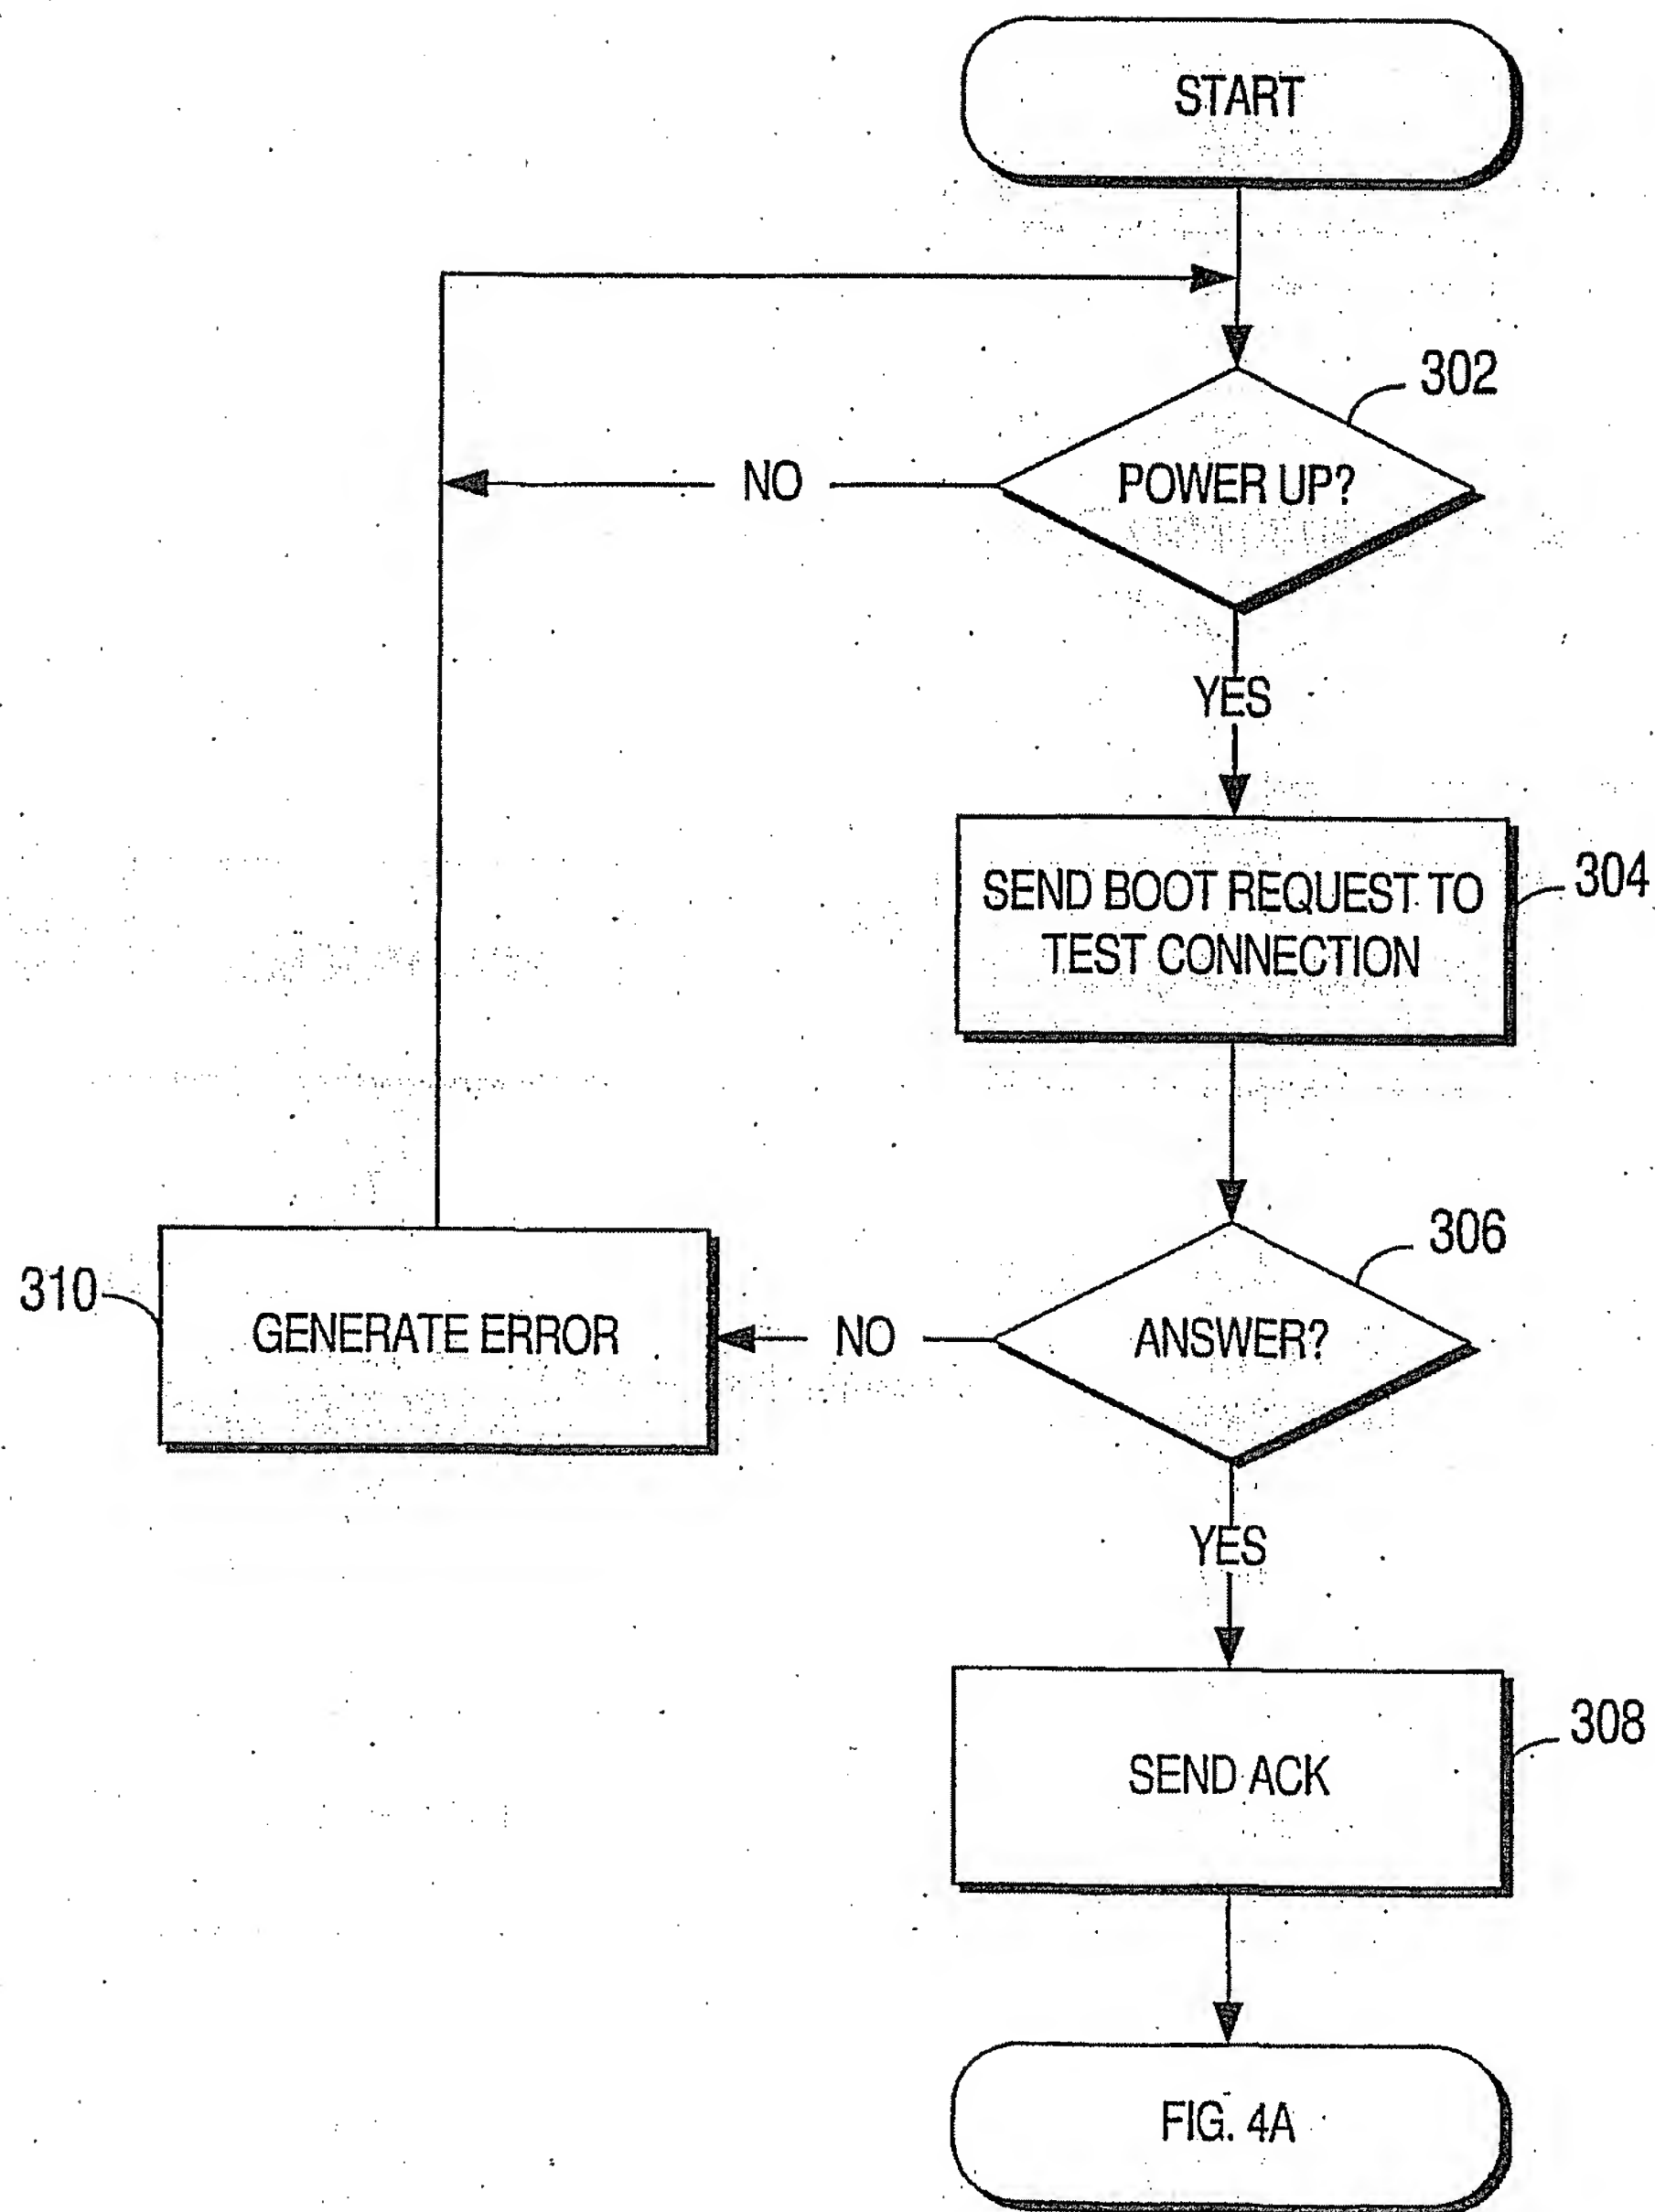 START
302
POWER UP?
NO
YES
SEND BOOT REQUEST TO
TEST CONNECTION
304
306
ANSWER?
NO
310
GENERATE ERROR
YES
308
SEND ACK
FIG. 4A